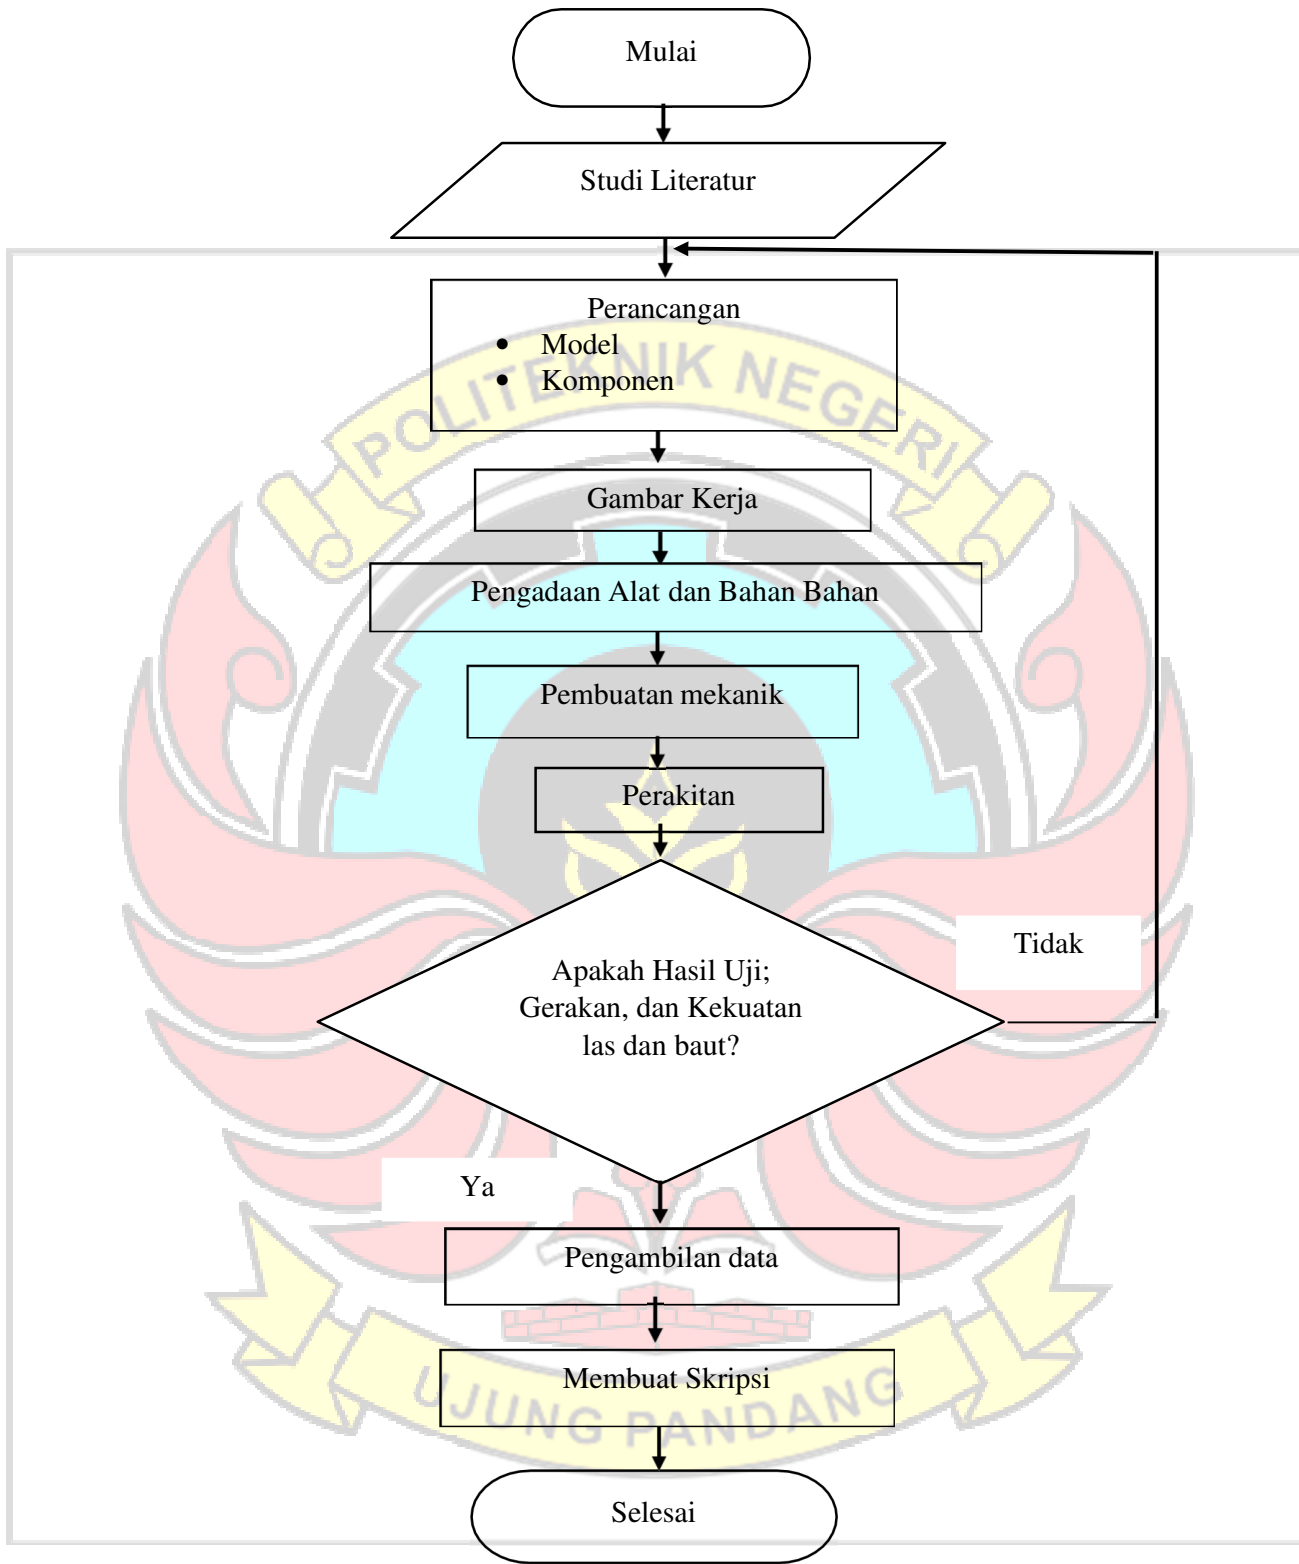 Mulai
Studi Literatur
Perancangan
• Model
• Komponen
POLITEKNIK NEGERI
Gambar Kerja
Pengadaan Alat dan Bahan Bahan
Pembuatan mekanik
Perakitan
Tidak
Apakah Hasil Uji;
Gerakan, dan Kekuatan
las dan baut?
Ya
Pengambilan data
Membuat Skripsi
UJUNG PANDANG
Selesai